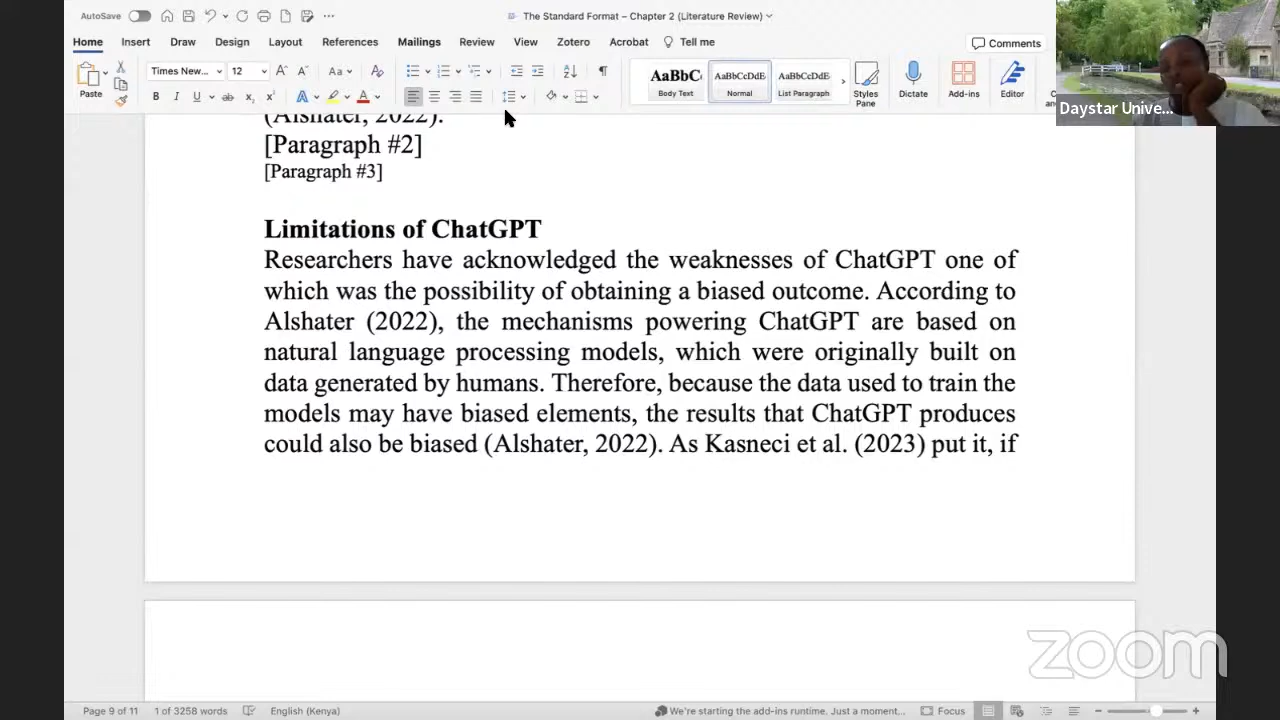 AutoSave
The Standard Format – Chapter 2 (Literature Review)
Home Insert Draw Design Layout References Mailings Review View Zotero Acrobat Tell me
Comments
Paste
Times New... 12
AaBbC AaBbCcDdE AaBbCcDdE
Body Text Normal List Paragraph
Styles Pane
Dictate
Add-ins
Editor
Daystar Unive...
(Alshater, 2022).
[Paragraph #2]
[Paragraph #3]
Limitations of ChatGPT
Researchers have acknowledged the weaknesses of ChatGPT one of
which was the possibility of obtaining a biased outcome. According to
Alshater (2022), the mechanisms powering ChatGPT are based on
natural language processing models, which were originally built on
data generated by humans. Therefore, because the data used to train the
models may have biased elements, the results that ChatGPT produces
could also be biased (Alshater, 2022). As Kasneci et al. (2023) put it, if
zoom
Page 9 of 11 1 of 3258 words English (Kenya) We're starting the add-ins runtime. Just a moment... Focus